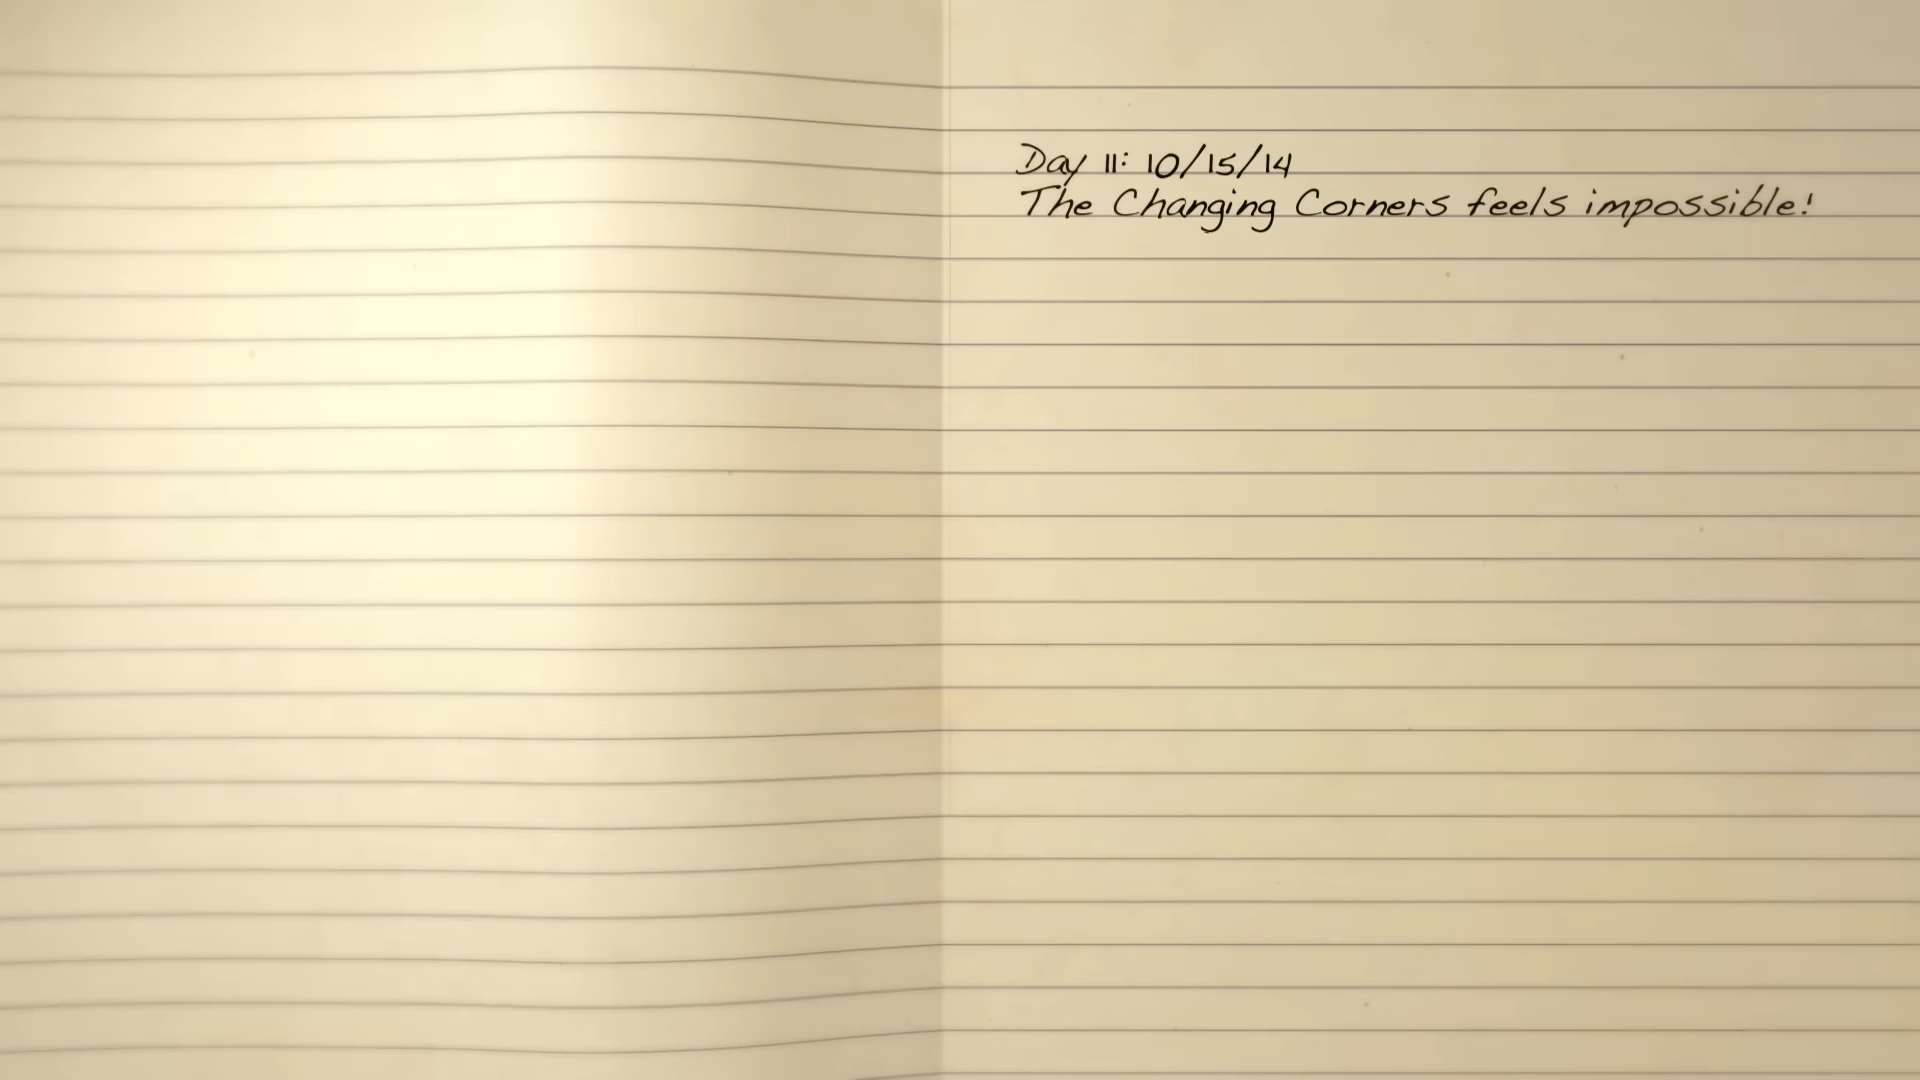 Day 11: 10/15/14
The Changing Corners feels impossible!